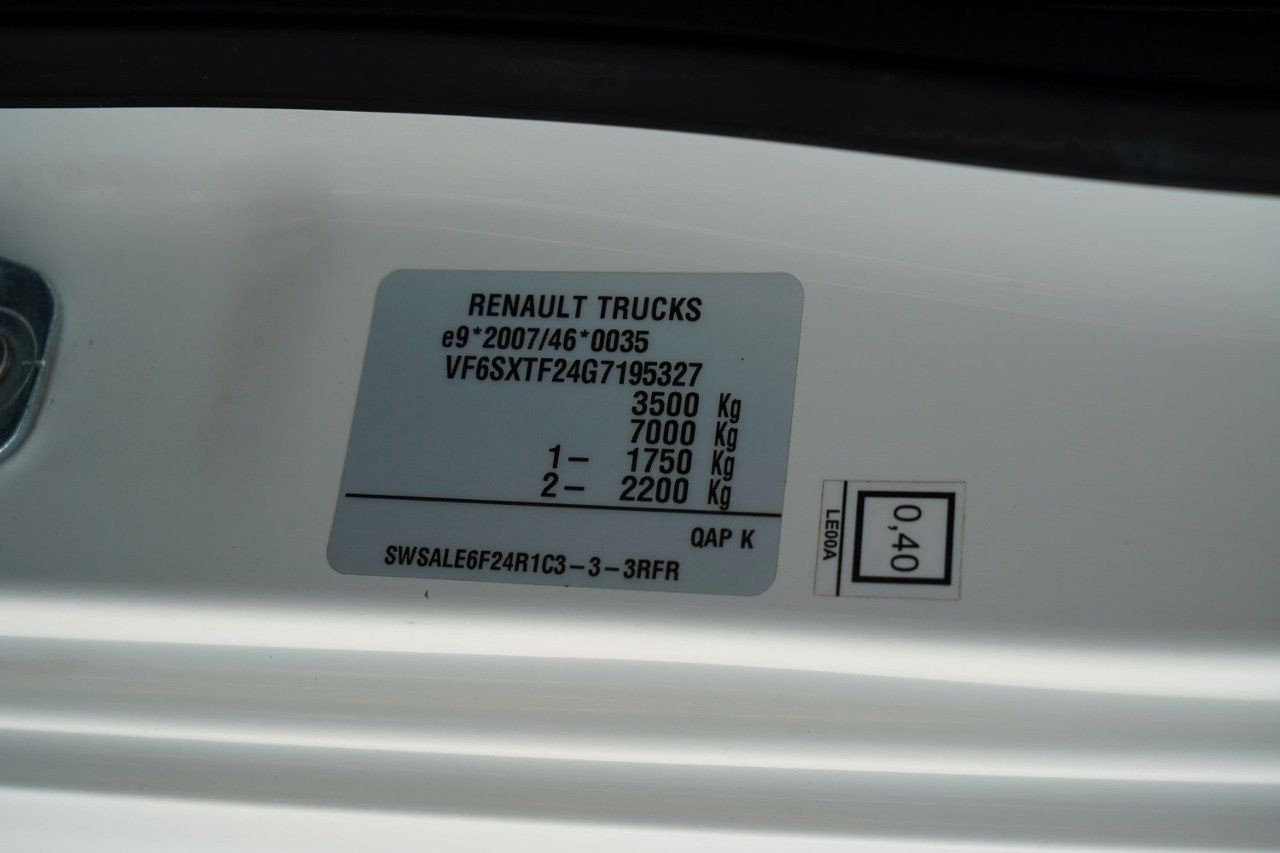 RENAULT TRUCKS
e9*2007/46*0035
VF6SXTF24G7195327
3500 Kg
7000 Kg
1- 1750 Kg
2- 2200 Kg
QAP K
SWSALE6F24R1C3-3-3RFR
LE00A
0,40